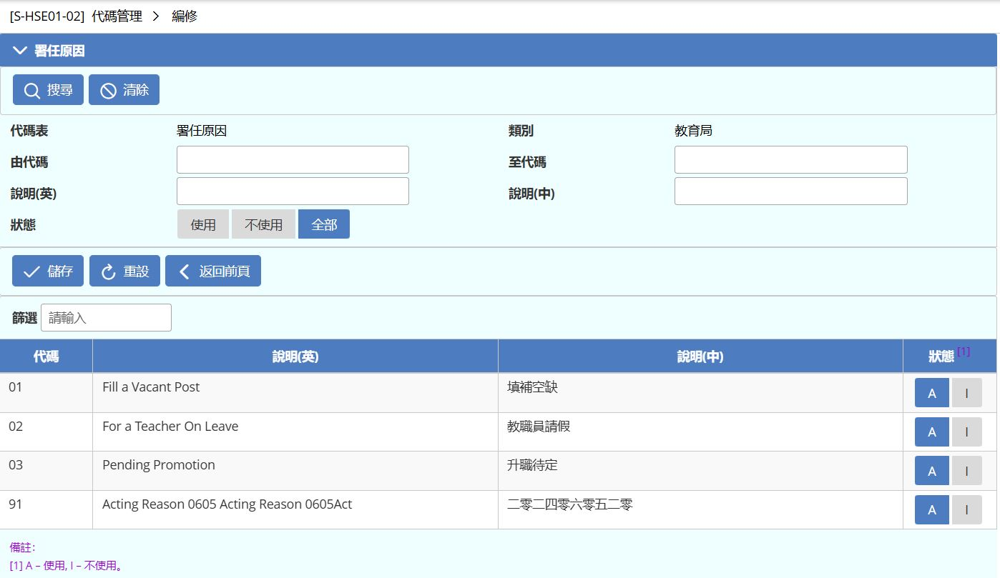 [S-HSE01-02] 代碼管理 > 編修
署任原因
搜尋 清除
代碼表 署任原因 類別 教育局
由代碼 至代碼
說明(英) 說明(中)
狀態 使用 不使用 全部
儲存 重設 返回前頁
篩選 請輸入
代碼 說明(英) 說明(中) 狀態 [1]
01 Fill a Vacant Post 填補空缺 A I
02 For a Teacher On Leave 教職員請假 A I
03 Pending Promotion 升職待定 A I
91 Acting Reason 0605 Acting Reason 0605Act 二零二四零六零五二零 A I
備註:
[1] A – 使用, I – 不使用。